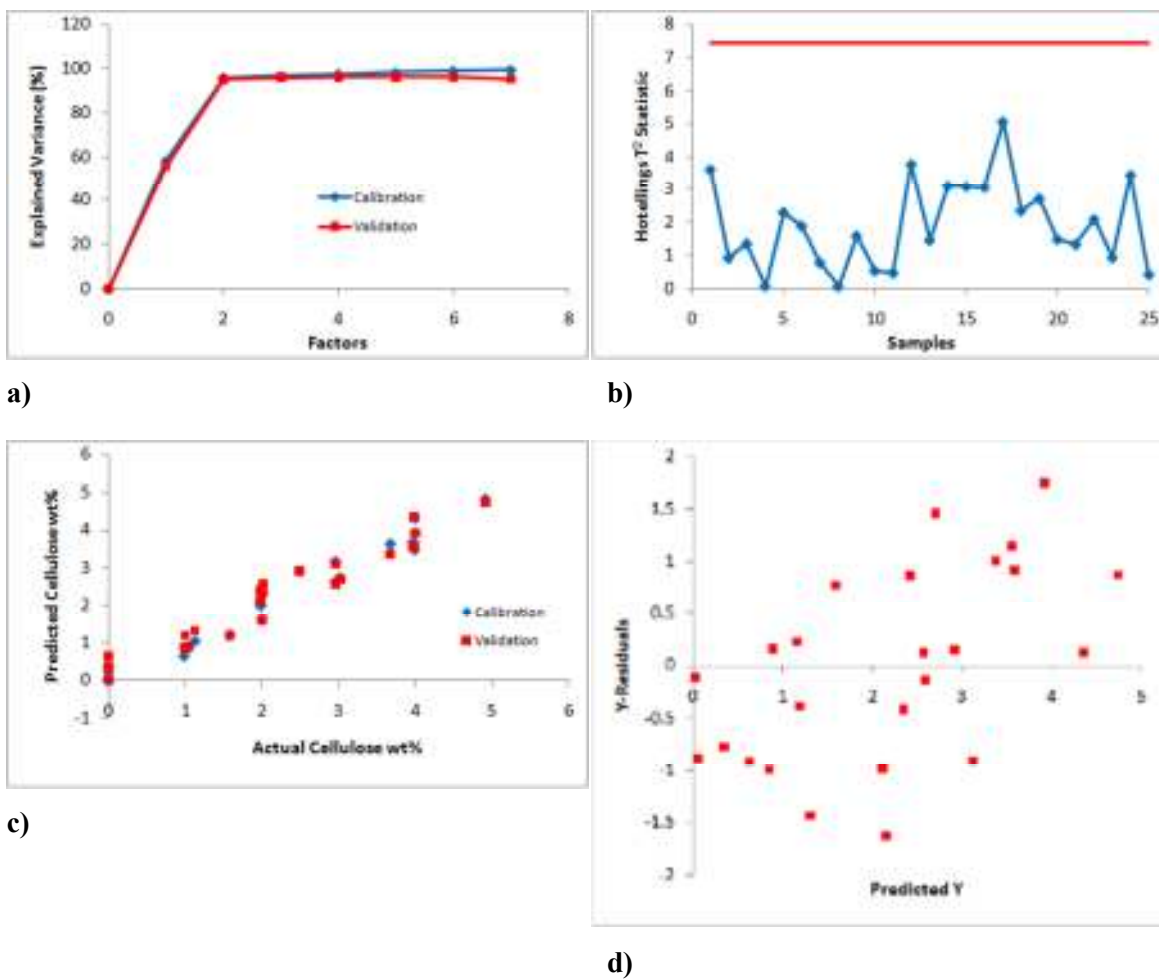 120
100
80
60
40
20
0
0 2 4 6 8
Explained Variance (%)
Factors
Calibration
Validation
a)
8
7
6
5
4
3
2
1
0
0 5 10 15 20 25
Hotellings T² Statistic
Samples
b)
6
5
4
3
2
1
0
-1
0 1 2 3 4 5 6
Predicted Cellulose wt%
Actual Cellulose wt%
Calibration
Validation
c)
2
1.5
1
0.5
0
-0.5
-1
-1.5
-2
0 1 2 3 4 5
Y-Residuals
Predicted Y
d)